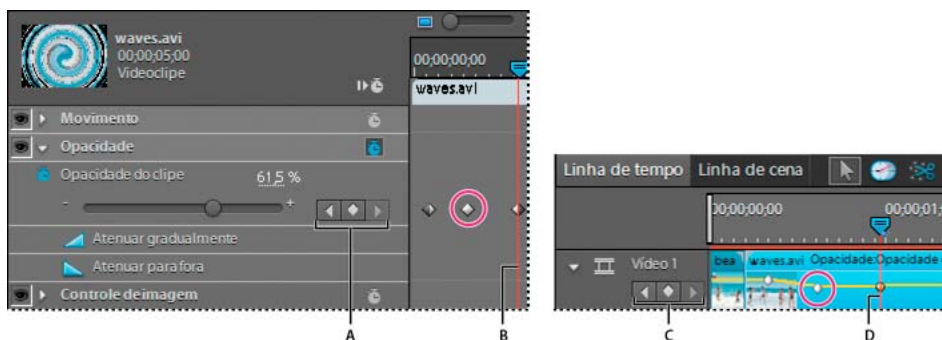 waves.avi
00;00;05;00
Videoclipe
00;00;00;00
waves.avi
Movimento
Opacidade
Opacidade do clipe 61,5 %
- +
Atenuar gradualmente
Atenuar para fora
Controle de imagem
A B
Linha de tempo Linha de cena
00;00;00;00 00;00;01;
Vídeo 1
bea waves.avi Opacidade:Opacidade
C D